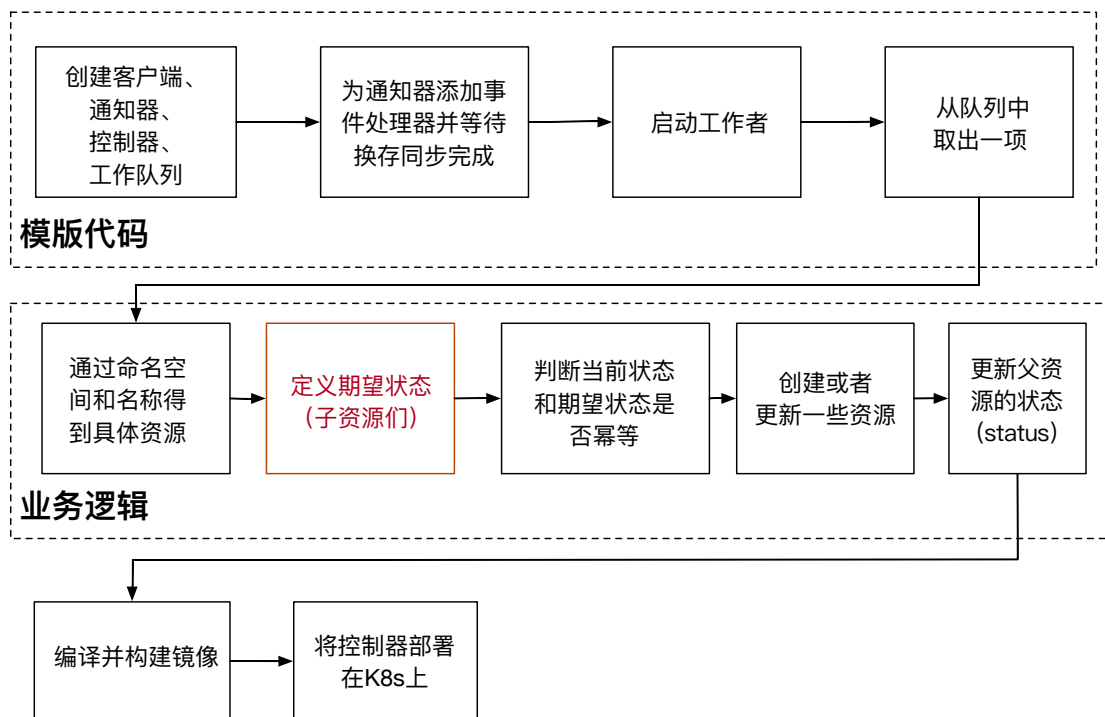 创建客户端、
通知器、
控制器、
工作队列
为通知器添加事
件处理器并等待
换存同步完成
启动工作者
从队列中
取出一项
模版代码
通过命名空
间和名称得
到具体资源
定义期望状态
（子资源们）
判断当前状态
和期望状态是
否幂等
创建或者
更新一些资源
更新父资
源的状态
（status）
业务逻辑
编译并构建镜像
将控制器部署
在K8s上